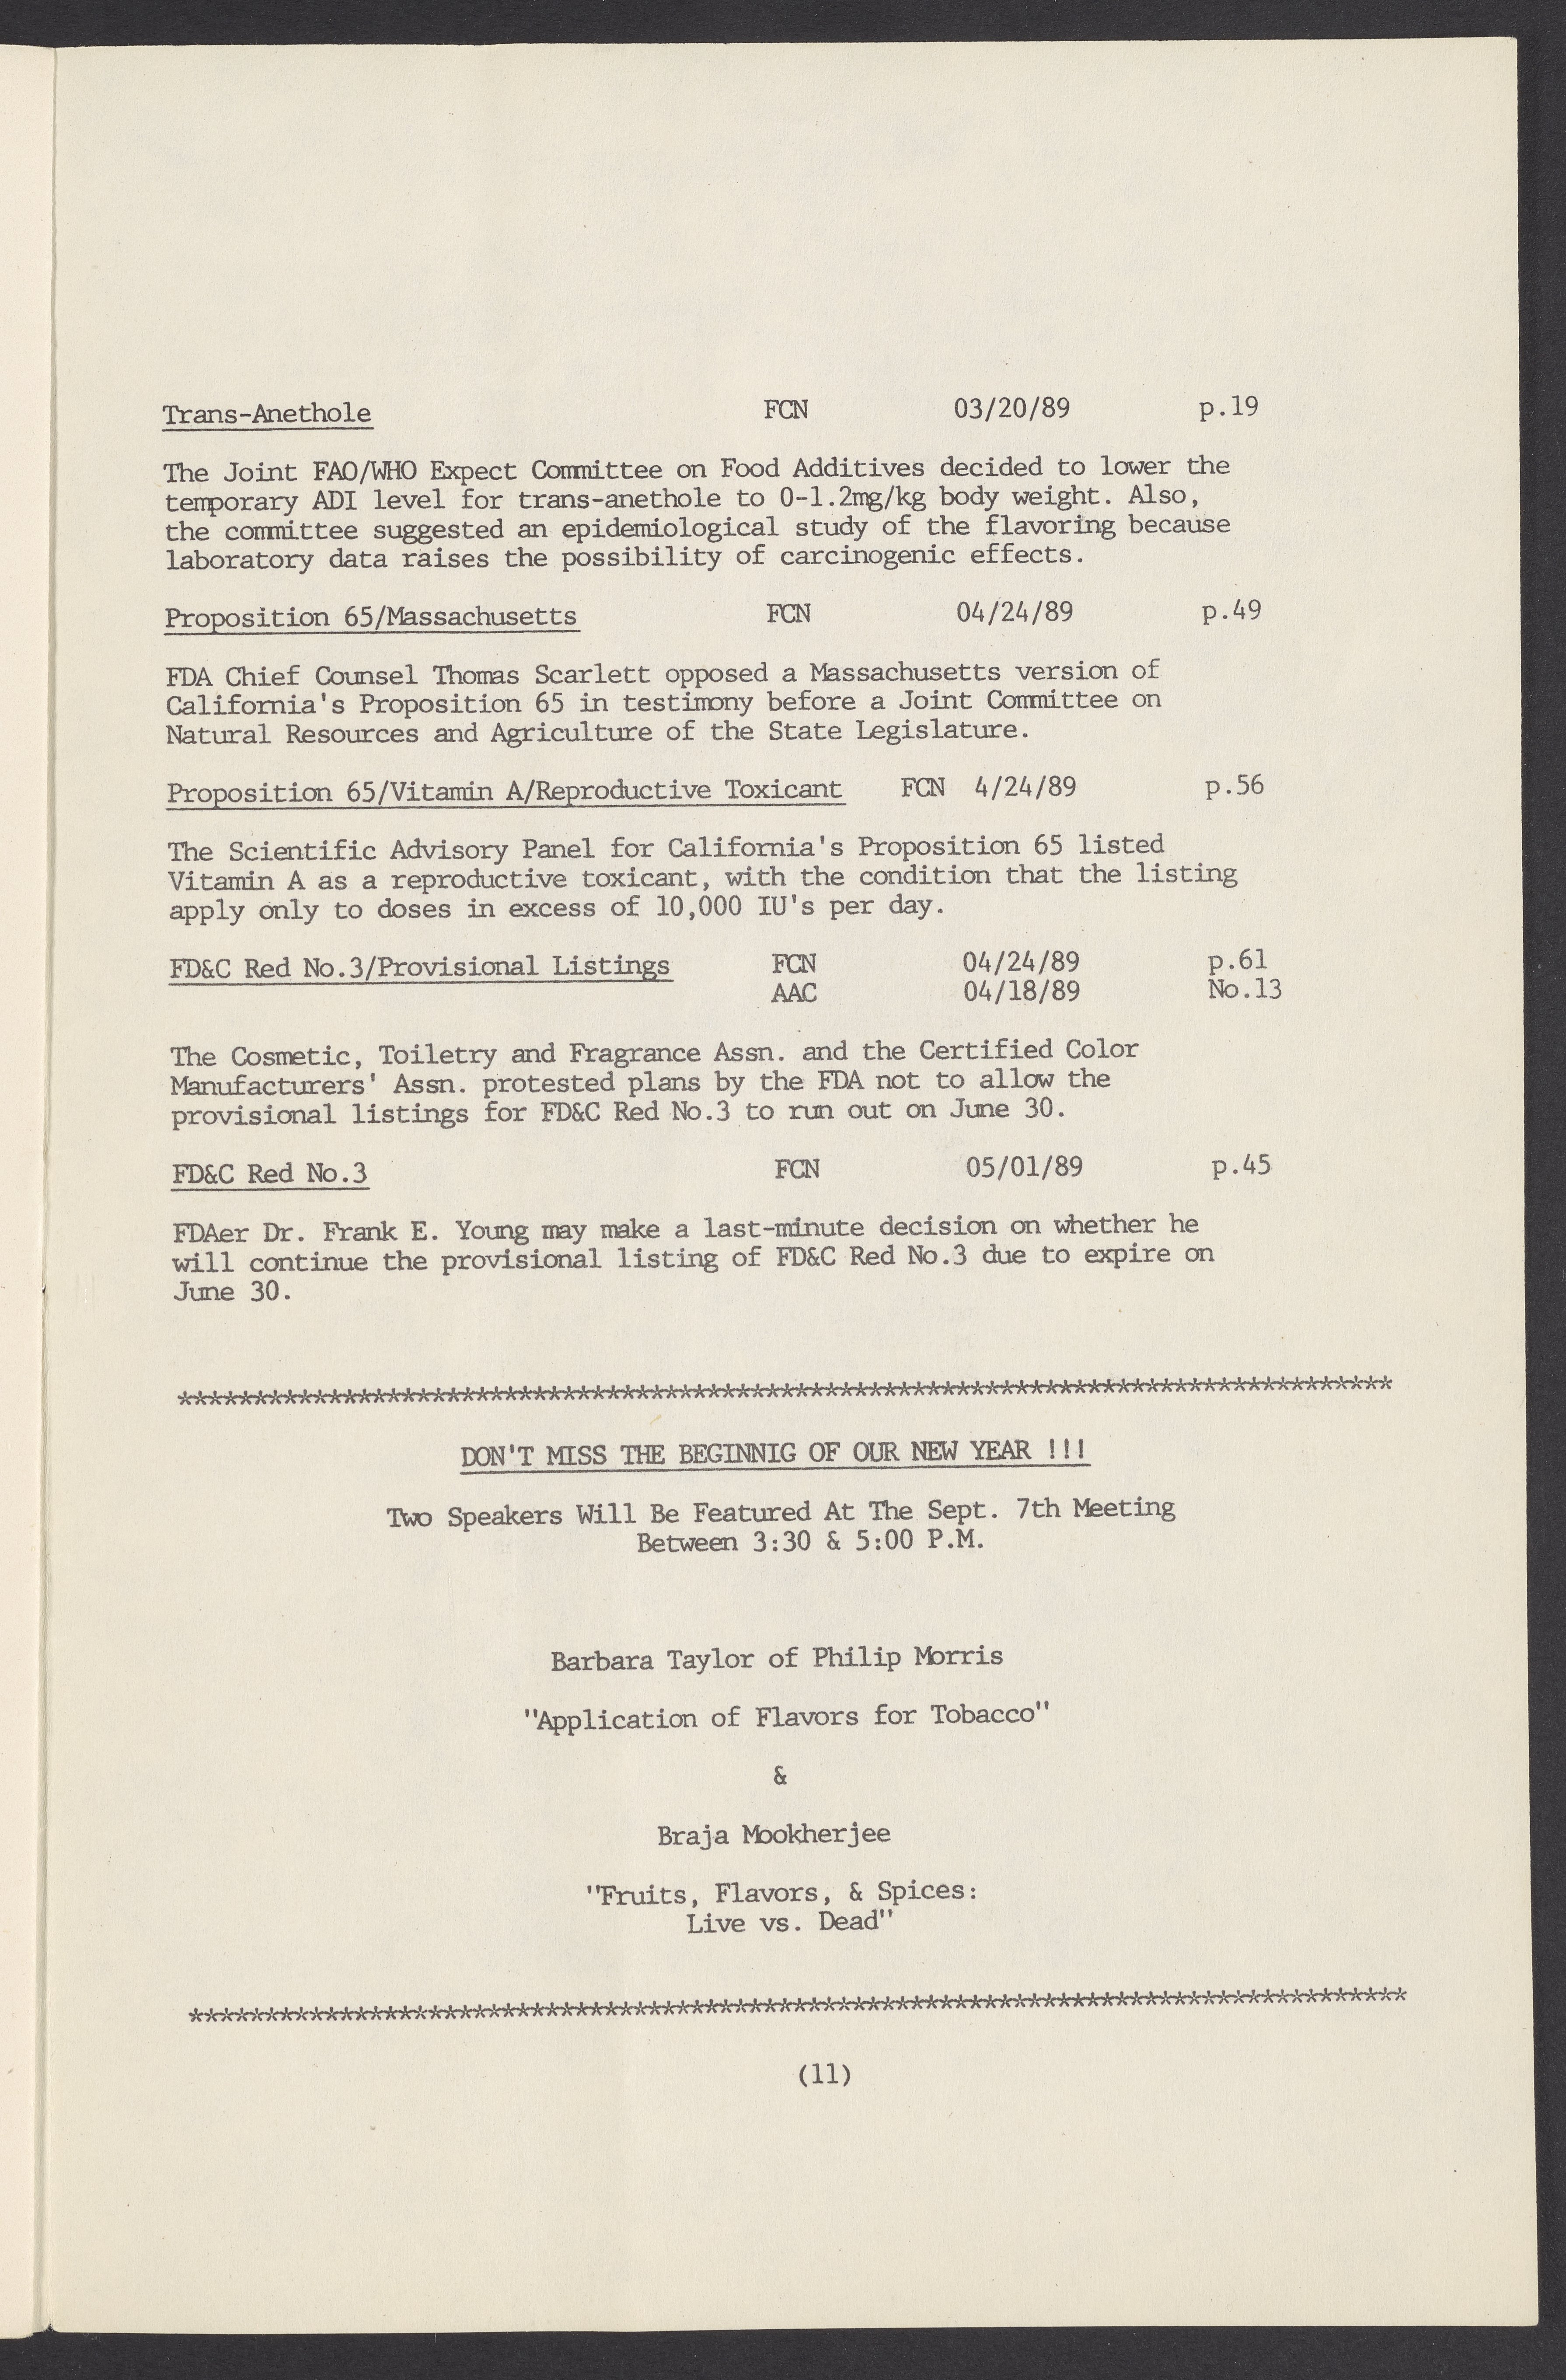 Trans-Anethole FCN 03/20/89 p.19
The Joint FAO/WHO Expect Committee on Food Additives decided to lower the
temporary ADI level for trans-anethole to 0-1.2mg/kg body weight. Also,
the committee suggested an epidemiological study of the flavoring because
laboratory data raises the possibility of carcinogenic effects.
Proposition 65/Massachusetts FCN 04/24/89 p.49
FDA Chief Counsel Thomas Scarlett opposed a Massachusetts version of
California's Proposition 65 in testimony before a Joint Committee on
Natural Resources and Agriculture of the State Legislature.
Proposition 65/Vitamin A/Reproductive Toxicant FCN 4/24/89 p.56
The Scientific Advisory Panel for California's Proposition 65 listed
Vitamin A as a reproductive toxicant, with the condition that the listing
apply only to doses in excess of 10,000 IU's per day.
FD&C Red No.3/Provisional Listings FCN 04/24/89 p.61
AAC 04/18/89 No.13
The Cosmetic, Toiletry and Fragrance Assn. and the Certified Color
Manufacturers' Assn. protested plans by the FDA not to allow the
provisional listings for FD&C Red No.3 to run out on June 30.
FD&C Red No.3 FCN 05/01/89 p.45
FDAer Dr. Frank E. Young may make a last-minute decision on whether he
will continue the provisional listing of FD&C Red No.3 due to expire on
June 30.
***********************************************************************************
DON'T MISS THE BEGINNIG OF OUR NEW YEAR !!!
Two Speakers Will Be Featured At The Sept. 7th Meeting
Between 3:30 & 5:00 P.M.
Barbara Taylor of Philip Morris
"Application of Flavors for Tobacco"
&
Braja Mookherjee
"Fruits, Flavors, & Spices:
Live vs. Dead"
***********************************************************************************
(11)